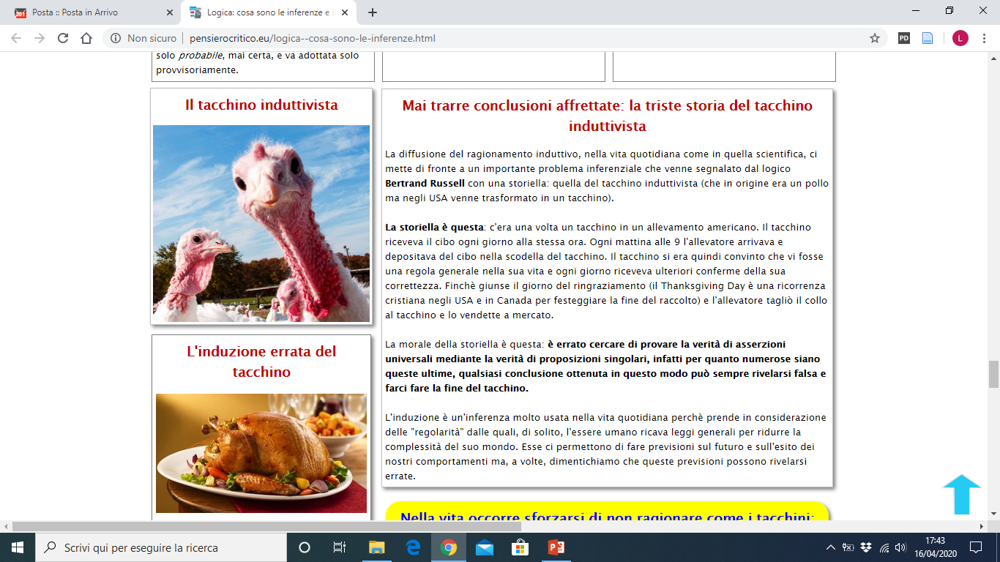 Posta :: Posta in Arrivo
Logica: cosa sono le inferenze e i
Non sicuro
pensierocritico.eu/logica--cosa-sono-le-inferenze.html
PD
L
solo probabile, mai certa, e va adottata solo
provvisoriamente.
Il tacchino induttivista
L'induzione errata del
tacchino
Mai trarre conclusioni affrettate: la triste storia del tacchino
induttivista
La diffusione del ragionamento induttivo, nella vita quotidiana come in quella scientifica, ci
mette di fronte a un importante problema inferenziale che venne segnalato dal logico
Bertrand Russell con una storiella: quella del tacchino induttivista (che in origine era un pollo
ma negli USA venne trasformato in un tacchino).
La storiella è questa: c'era una volta un tacchino in un allevamento americano. Il tacchino
riceveva il cibo ogni giorno alla stessa ora. Ogni mattina alle 9 l'allevatore arrivava e
depositava del cibo nella scodella del tacchino. Il tacchino si era quindi convinto che vi fosse
una regola generale nella sua vita e ogni giorno riceveva ulteriori conferme della sua
correttezza. Finchè giunse il giorno del ringraziamento (il Thanksgiving Day è una ricorrenza
cristiana negli USA e in Canada per festeggiare la fine del raccolto) e l'allevatore tagliò il collo
al tacchino e lo vendette a mercato.
La morale della storiella è questa: è errato cercare di provare la verità di asserzioni
universali mediante la verità di proposizioni singolari, infatti per quanto numerose siano
queste ultime, qualsiasi conclusione ottenuta in questo modo può sempre rivelarsi falsa e
farci fare la fine del tacchino.
L'induzione è un'inferenza molto usata nella vita quotidiana perchè prende in considerazione
delle "regolarità" dalle quali, di solito, l'essere umano ricava leggi generali per ridurre la
complessità del suo mondo. Esse ci permettono di fare previsioni sul futuro e sull'esito dei
nostri comportamenti ma, a volte, dimentichiamo che queste previsioni possono rivelarsi
errate.
Nella vita occorre sforzarsi di non ragionare come i tacchini:
Scrivi qui per eseguire la ricerca
17:43
16/04/2020